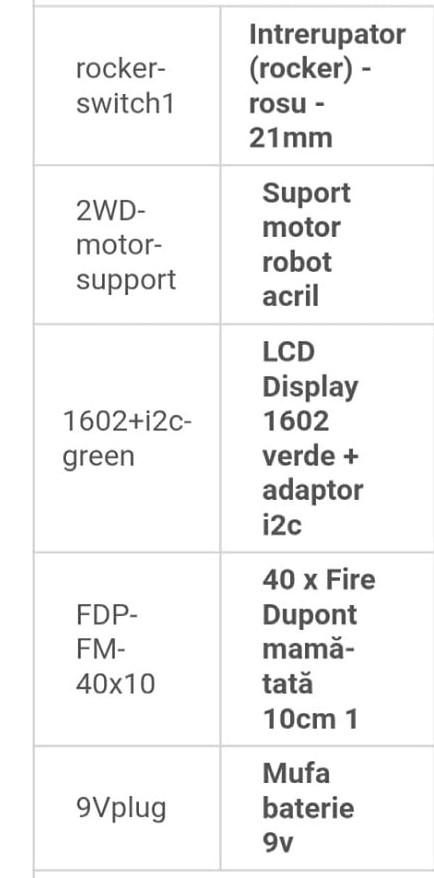 rocker-
switch1
Intrerupator
(rocker) -
rosu -
21mm
2WD-
motor-
support
Suport
motor
robot
acril
1602+i2c-
green
LCD
Display
1602
verde +
adaptor
i2c
FDP-
FM-
40x10
40 x Fire
Dupont
mamă-
tată
10cm 1
9Vplug
Mufa
baterie
9v